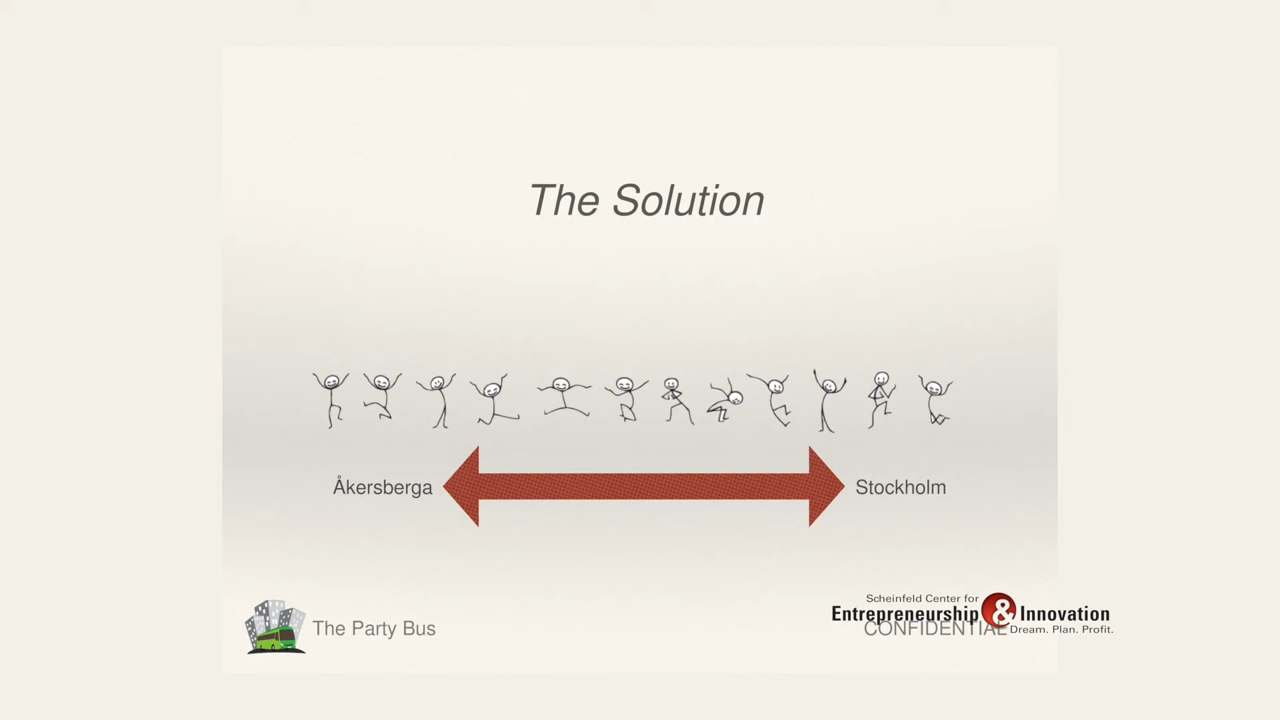 The Solution
Åkersberga
Stockholm
The Party Bus
Scheinfeld Center for
Entrepreneurship & Innovation
CONFIDENTIAL
Dream. Plan. Profit.